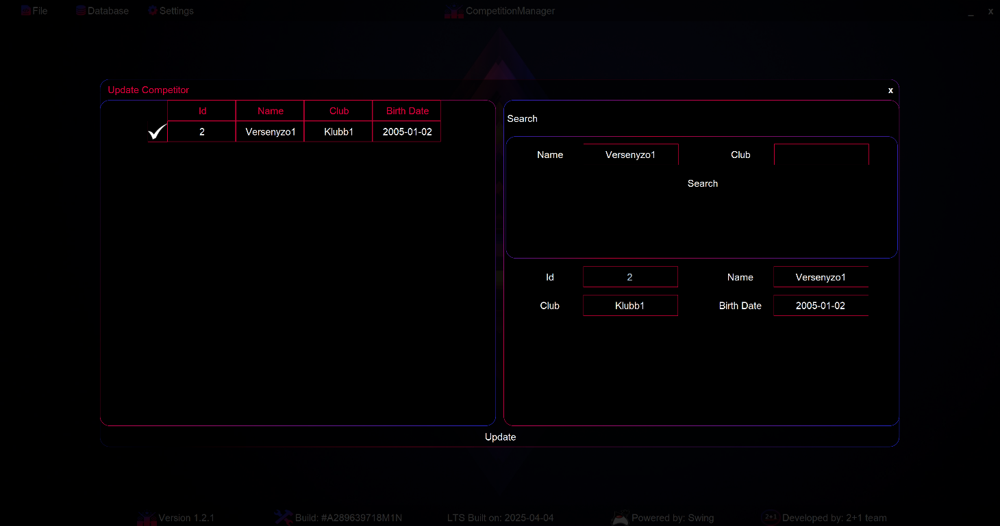 File Database Settings CompetitionManager _ x
Update Competitor x
Id Name Club Birth Date
2 Versenyzo1 Klubb1 2005-01-02
Search
Name Versenyzo1 Club
Search
Id 2 Name Versenyzo1
Club Klubb1 Birth Date 2005-01-02
Update
Version 1.2.1 Build: #A289639718M1N LTS Built on: 2025-04-04 Powered by: Swing 2+1 Developed by: 2+1 team